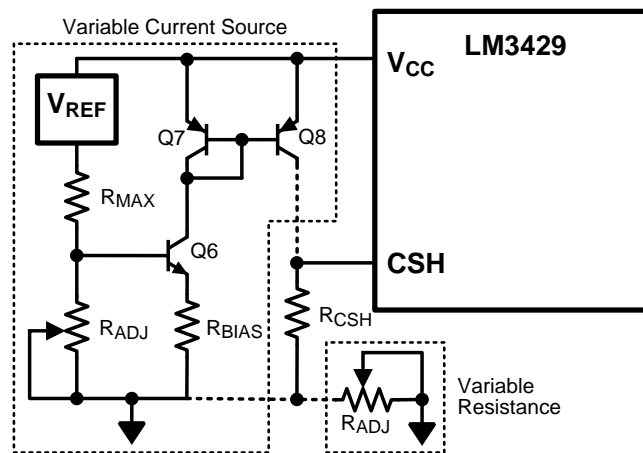 Variable Current Source
LM3429
VCC
VREF
Q7
Q8
RMAX
Q6
CSH
RADJ
RBIAS
RCSH
Variable
Resistance
RADJ